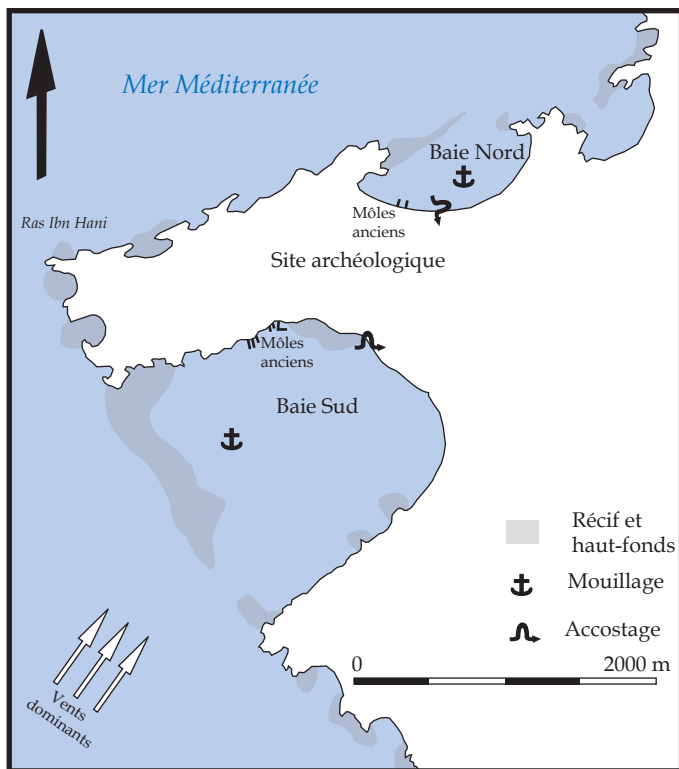 Mer Méditerranée
Baie Nord
Môles
anciens
Ras Ibn Hani
Site archéologique
Môles
anciens
Baie Sud
Récif et
haut-fonds
Mouillage
Accostage
0 2000 m
Vents
dominants